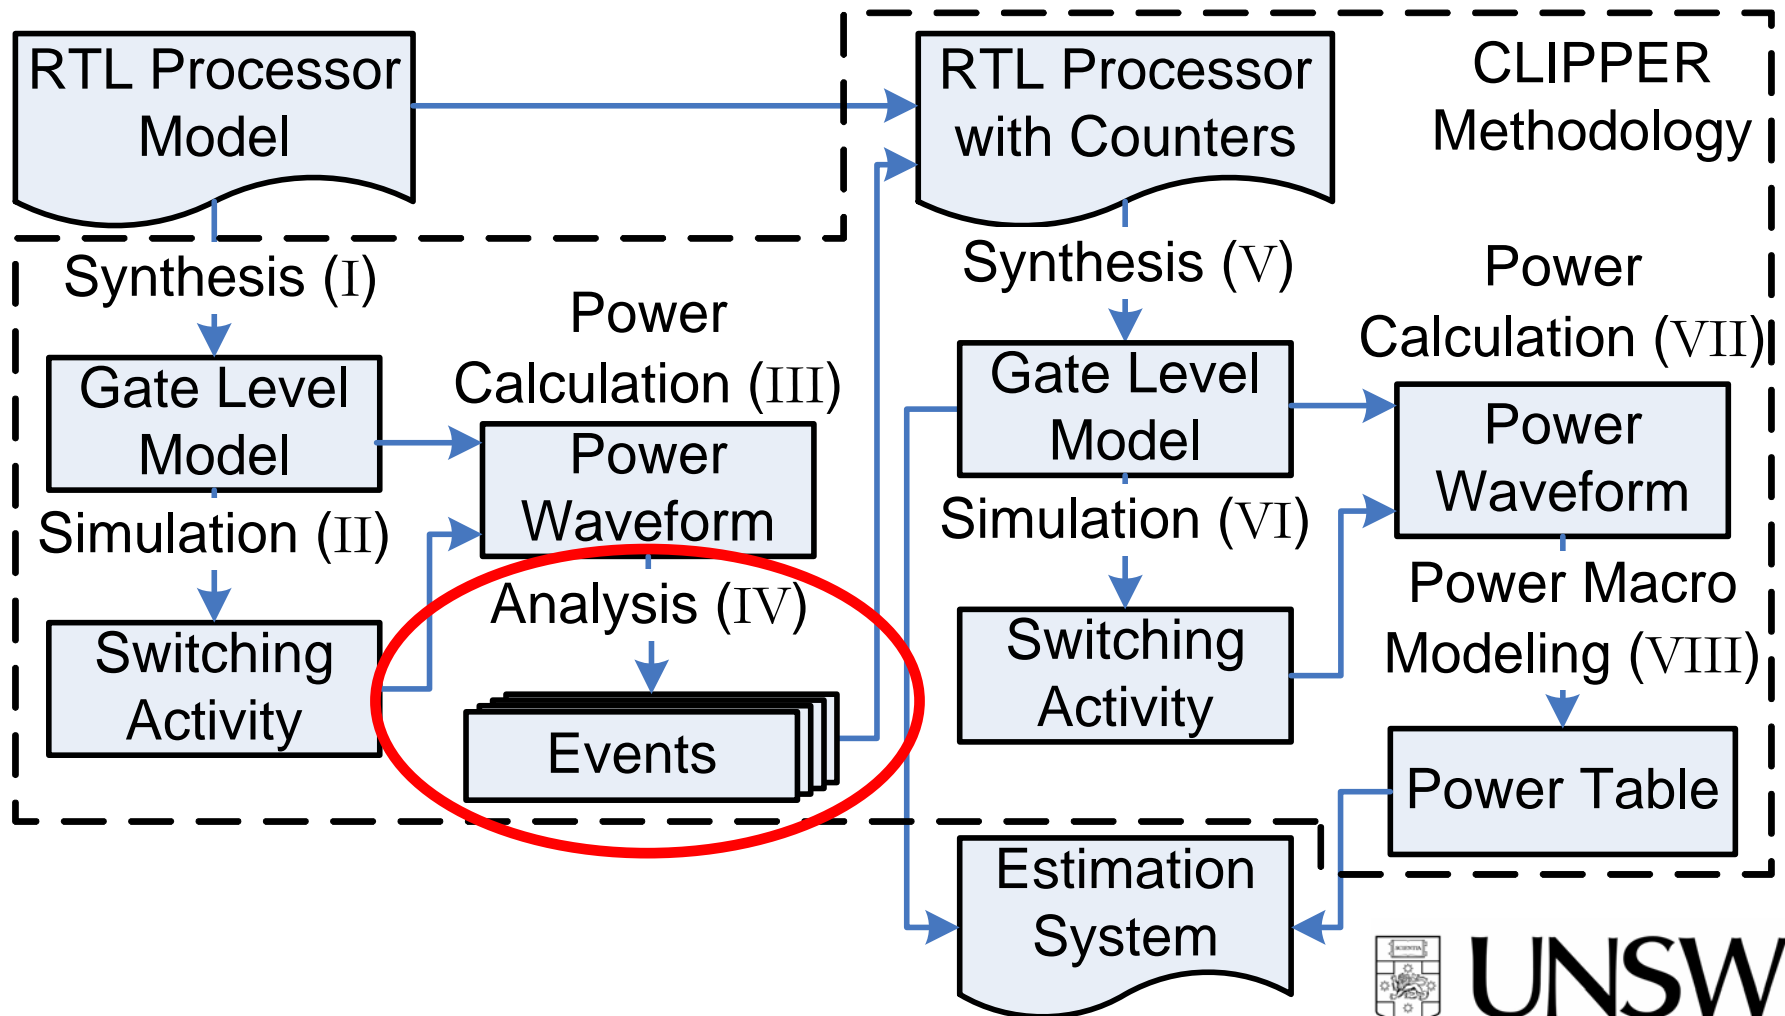 RTL Processor
Model
RTL Processor
with Counters
CLIPPER
Methodology
Synthesis (I)
Gate Level
Model
Simulation (II)
Switching
Activity
Power
Calculation (III)
Power
Waveform
Analysis (IV)
Events
Synthesis (V)
Gate Level
Model
Simulation (VI)
Switching
Activity
Power
Calculation (VII)
Power
Waveform
Power Macro
Modeling (VIII)
Power Table
Estimation
System
SCIENTIA
UNSW